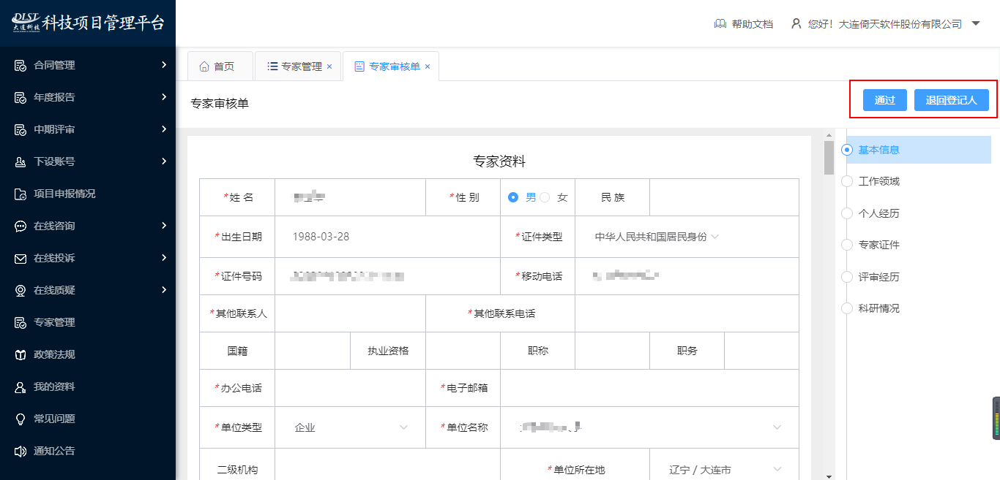 DLST 大连科技 科技项目管理平台
帮助文档 您好！大连倚天软件股份有限公司
合同管理
年度报告
中期评审
下设账号
项目申报情况
在线咨询
在线投诉
在线质疑
专家管理
政策法规
我的资料
常见问题
通知公告
首页 专家管理 × 专家审核单 ×
专家审核单 通过 退回登记人
专家资料
*姓 名 *性 别 男 女 民 族
*出生日期 1988-03-28 *证件类型 中华人民共和国居民身份
*证件号码 *移动电话
*其他联系人 *其他联系电话
国籍 执业资格 职称 职务
*办公电话 *电子邮箱
*单位类型 企业 *单位名称
二级机构 *单位所在地 辽宁 / 大连市
基本信息
工作领域
个人经历
专家证件
评审经历
科研情况